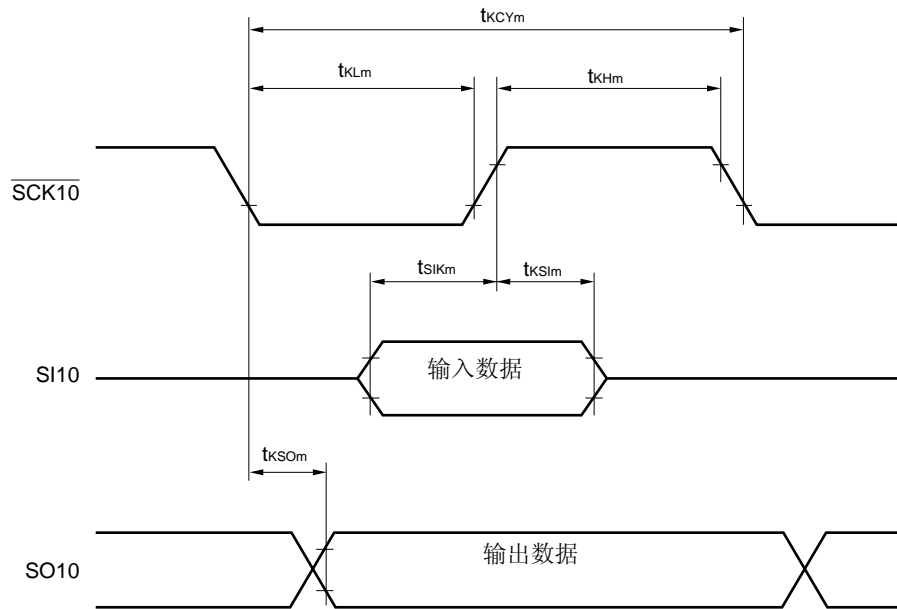 tKCYm
tKLm
tKHm
SCK10
tSIKm
tKSIm
SI10
输入数据
tKSOm
SO10
输出数据